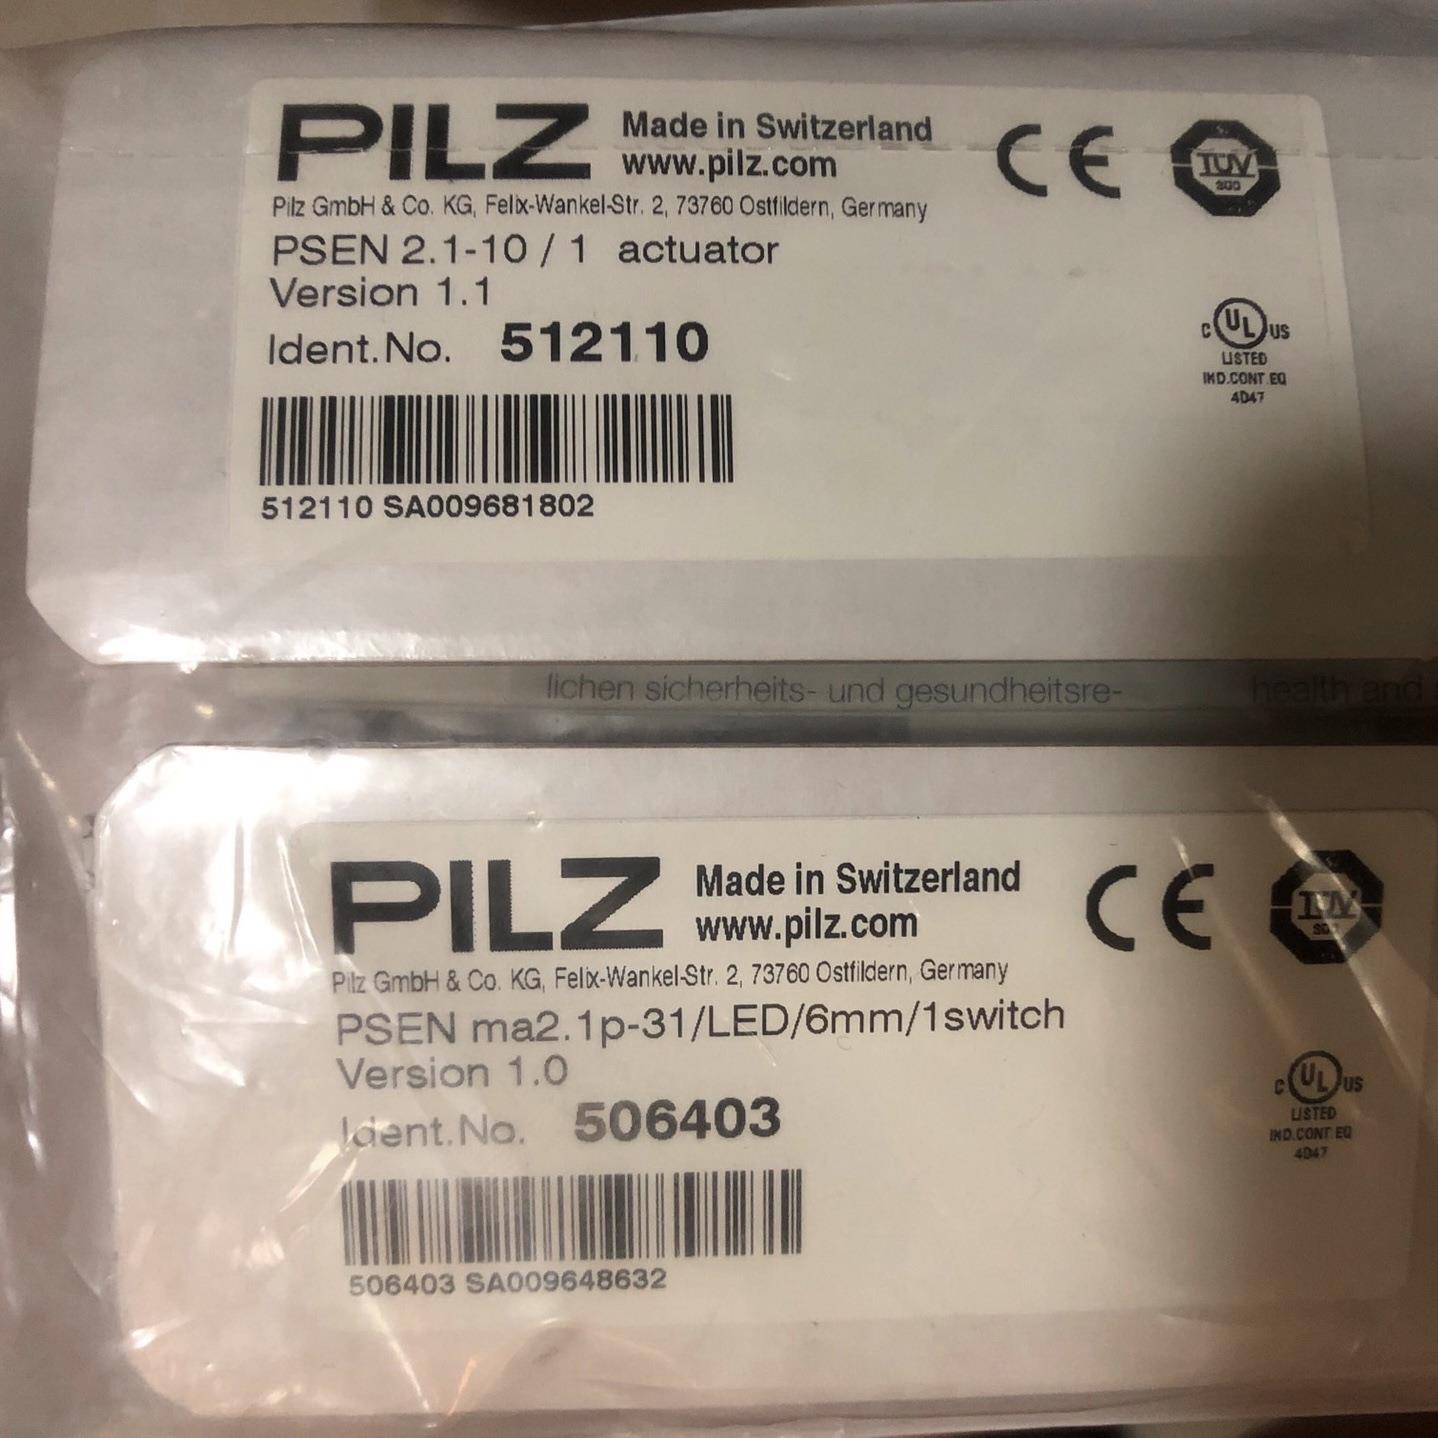 PILZ Made in Switzerland CE TÜV
www.pilz.com SÜD
Pilz GmbH & Co. KG, Felix-Wankel-Str. 2, 73760 Ostfildern, Germany
PSEN 2.1-10 / 1 actuator
Version 1.1
Ident.No. 512110
C UL US
LISTED
IND.CONT.EQ
4D47
512110 SA009681802
lichen sicherheits- und gesundheitsre- health and
PILZ Made in Switzerland CE TÜV
www.pilz.com SÜD
Pilz GmbH & Co. KG, Felix-Wankel-Str. 2, 73760 Ostfildern, Germany
PSEN ma2.1p-31/LED/6mm/1switch
Version 1.0
Ident.No. 506403
C UL US
LISTED
IND.CONT.EQ
4D47
506403 SA009648632